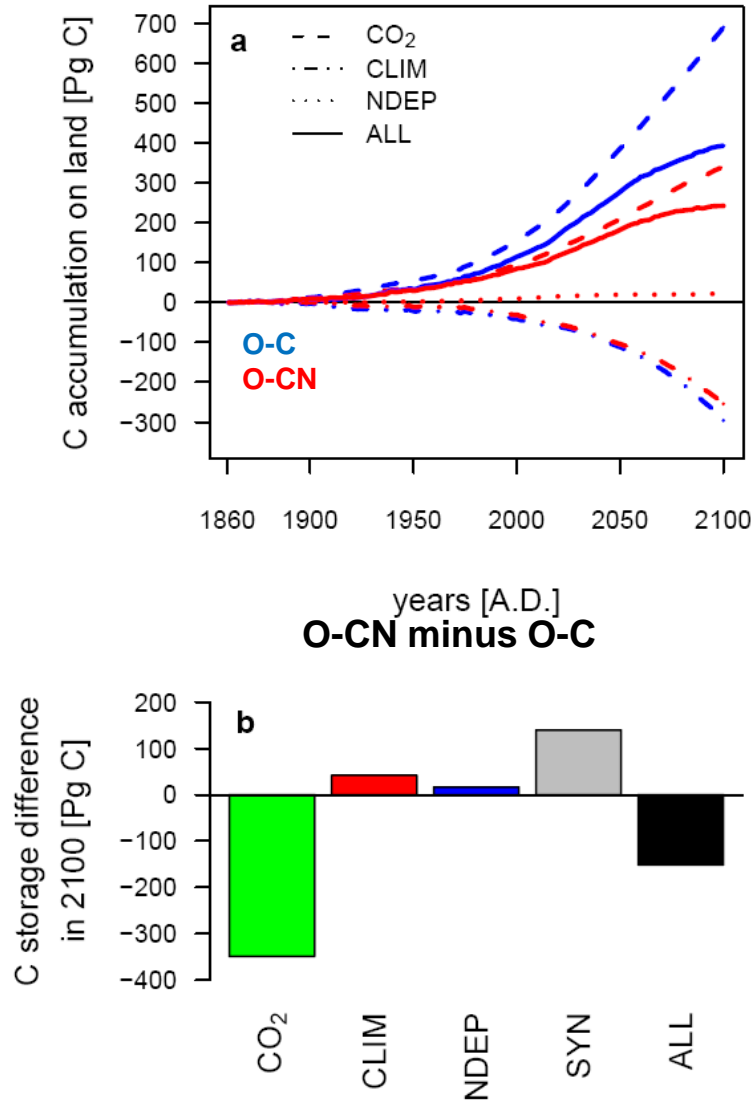 C accumulation on land [Pg C]
700
600
500
400
300
200
100
0
−100
−200
−300
a
CO₂
CLIM
NDEP
ALL
O-C
O-CN
1860 1900 1950 2000 2050 2100
years [A.D.]
O-CN minus O-C
C storage difference
in 2100 [Pg C]
200
100
0
−100
−200
−300
−400
b
CO₂ CLIM NDEP SYN ALL